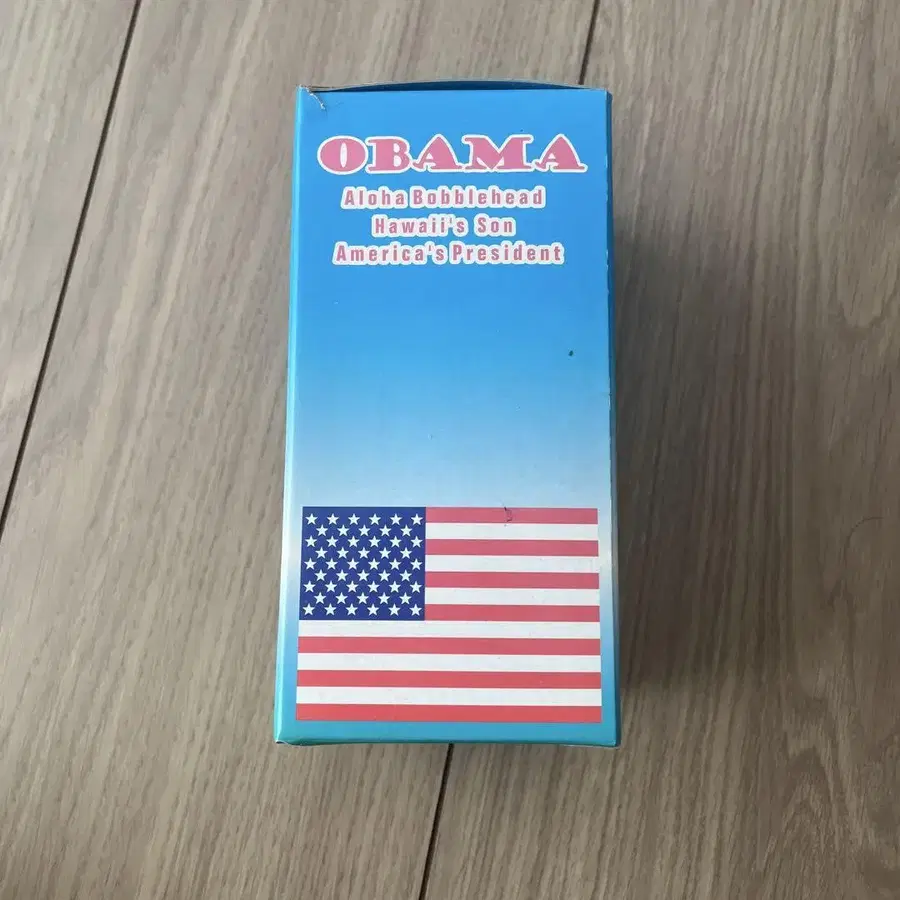 OBAMA
Aloha Bobblehead
Hawaii's Son
America's President